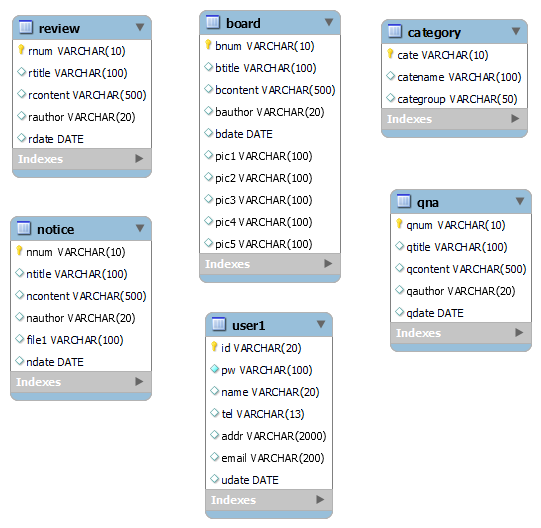 review
rnum VARCHAR(10)
rtitle VARCHAR(100)
rcontent VARCHAR(500)
rauthor VARCHAR(20)
rdate DATE
Indexes
board
bnum VARCHAR(10)
btitle VARCHAR(100)
bcontent VARCHAR(500)
bauthor VARCHAR(20)
bdate DATE
pic1 VARCHAR(100)
pic2 VARCHAR(100)
pic3 VARCHAR(100)
pic4 VARCHAR(100)
pic5 VARCHAR(100)
Indexes
category
cate VARCHAR(10)
catename VARCHAR(100)
categroup VARCHAR(50)
Indexes
notice
nnum VARCHAR(10)
ntitle VARCHAR(100)
ncontent VARCHAR(500)
nauthor VARCHAR(20)
file1 VARCHAR(100)
ndate DATE
Indexes
user1
id VARCHAR(20)
pw VARCHAR(100)
name VARCHAR(20)
tel VARCHAR(13)
addr VARCHAR(2000)
email VARCHAR(200)
udate DATE
Indexes
qna
qnum VARCHAR(10)
qtitle VARCHAR(100)
qcontent VARCHAR(500)
qauthor VARCHAR(20)
qdate DATE
Indexes